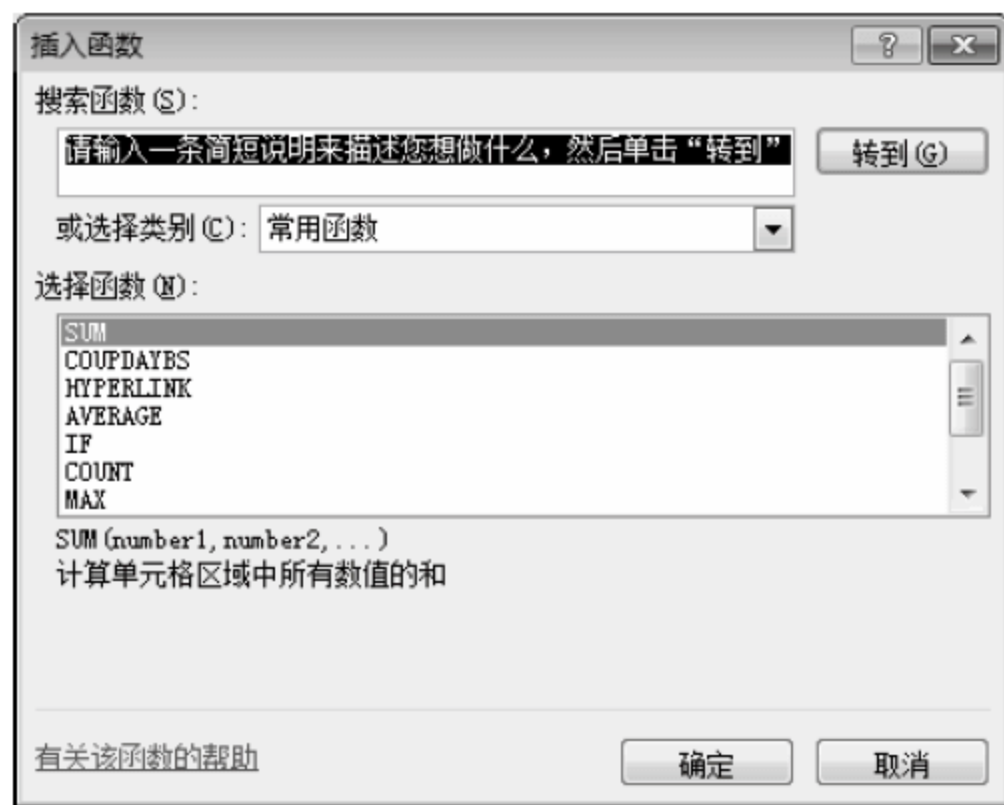 插入函数
搜索函数(S):
请输入一条简短说明来描述您想做什么，然后单击“转到”
转到(G)
或选择类别(C): 常用函数
选择函数(N):
SUM
COUPDAYBS
HYPERLINK
AVERAGE
IF
COUNT
MAX
SUM(number1,number2,...)
计算单元格区域中所有数值的和
有关该函数的帮助
确定
取消